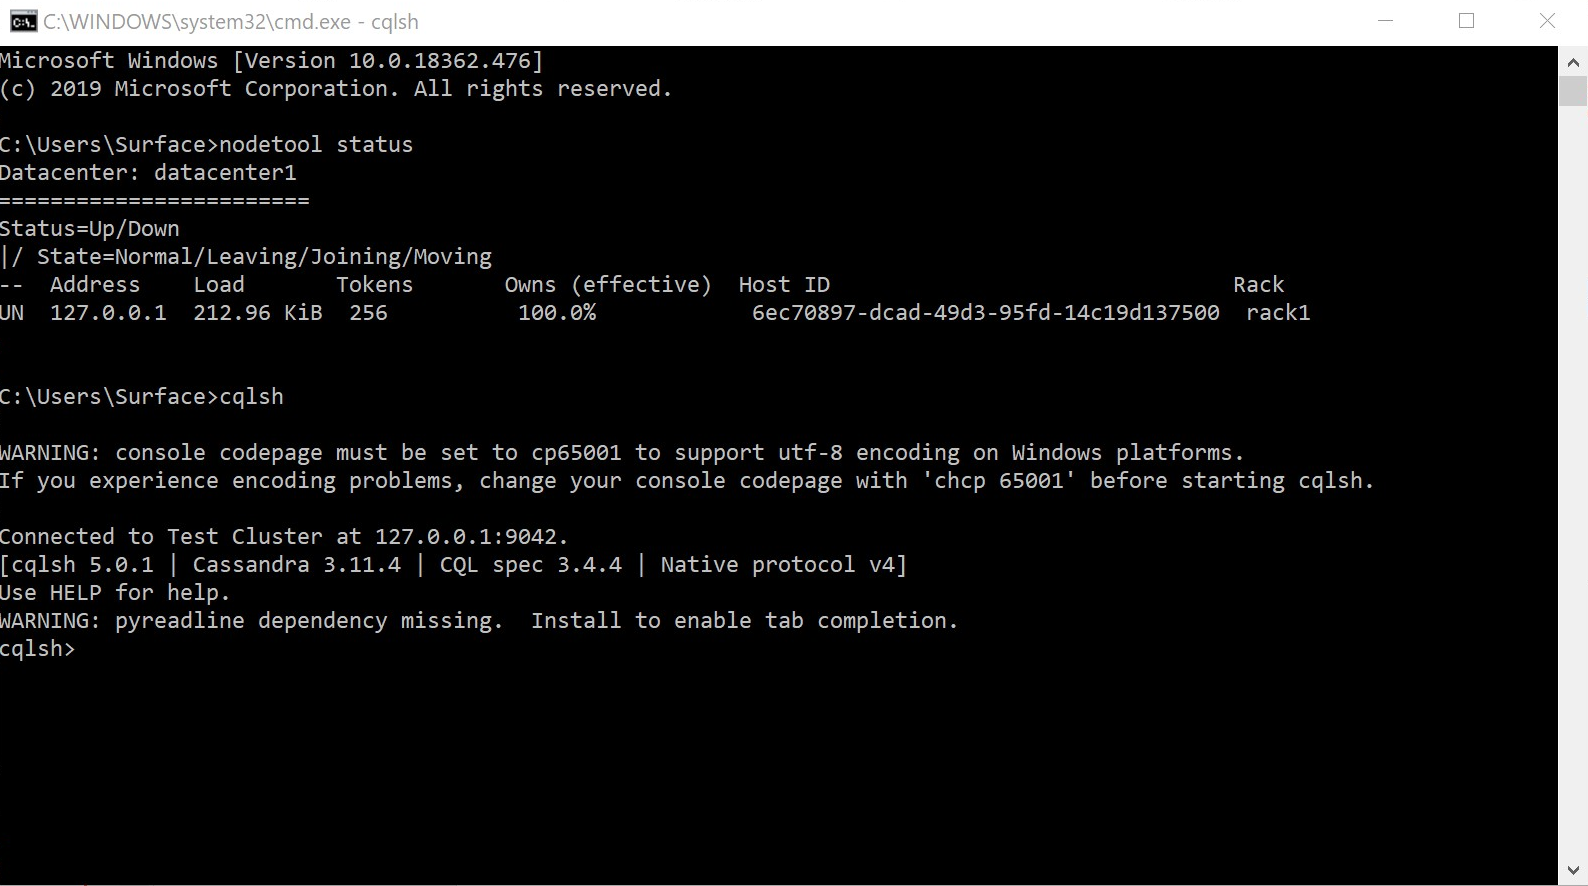 C:\WINDOWS\system32\cmd.exe - cqlsh
Microsoft Windows [Version 10.0.18362.476]
(c) 2019 Microsoft Corporation. All rights reserved.
C:\Users\Surface>nodetool status
Datacenter: datacenter1
========================
Status=Up/Down
|/ State=Normal/Leaving/Joining/Moving
--  Address    Load       Tokens       Owns (effective)  Host ID                               Rack
UN  127.0.0.1  212.96 KiB  256          100.0%            6ec70897-dcad-49d3-95fd-14c19d137500  rack1
C:\Users\Surface>cqlsh
WARNING: console codepage must be set to cp65001 to support utf-8 encoding on Windows platforms.
If you experience encoding problems, change your console codepage with 'chcp 65001' before starting cqlsh.
Connected to Test Cluster at 127.0.0.1:9042.
[cqlsh 5.0.1 | Cassandra 3.11.4 | CQL spec 3.4.4 | Native protocol v4]
Use HELP for help.
WARNING: pyreadline dependency missing.  Install to enable tab completion.
cqlsh>